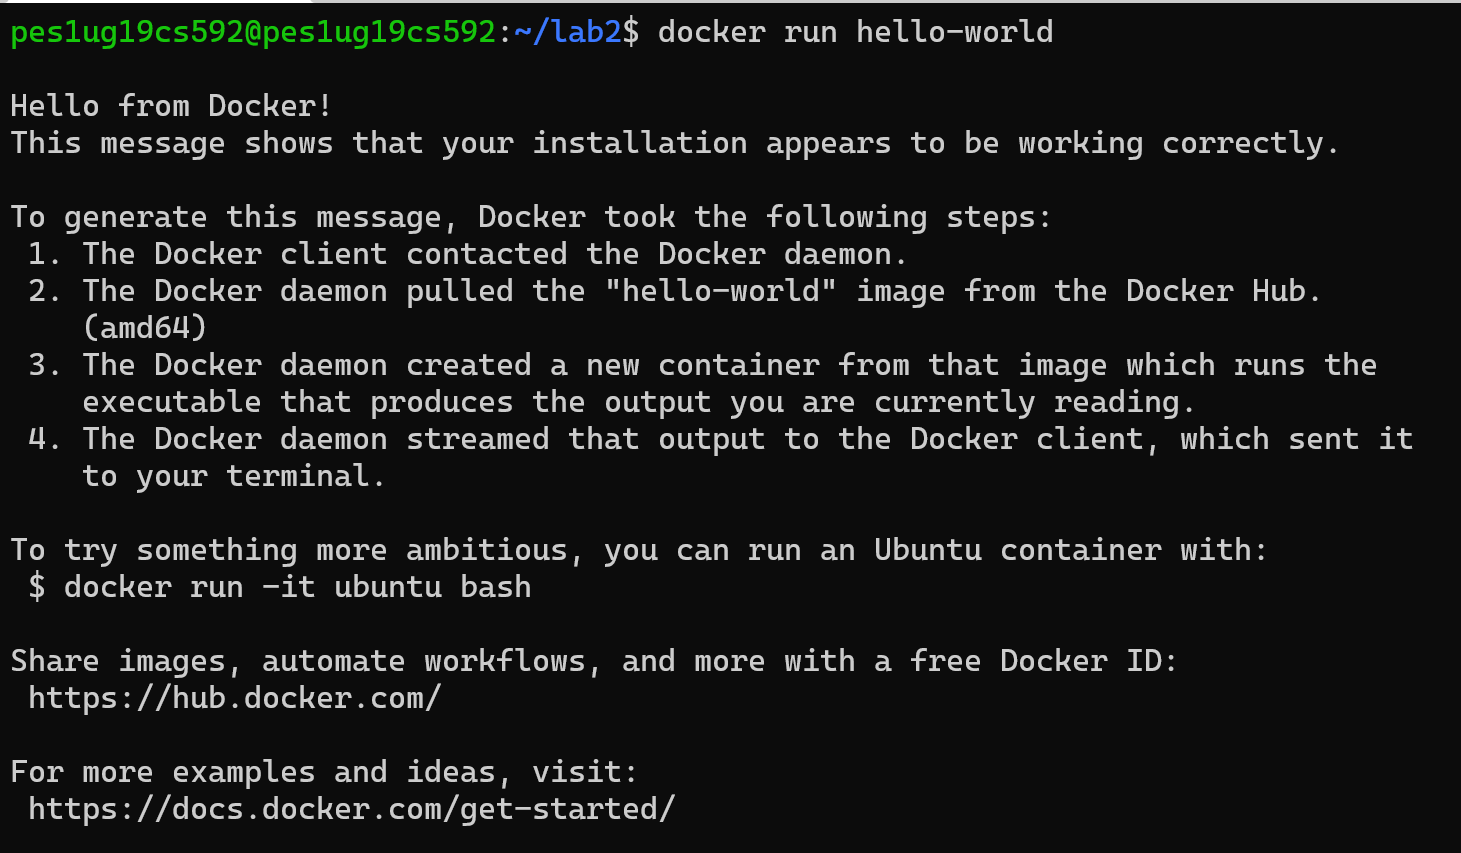 pes1ug19cs592@pes1ug19cs592:~/lab2$ docker run hello-world
Hello from Docker!
This message shows that your installation appears to be working correctly.
To generate this message, Docker took the following steps:
1. The Docker client contacted the Docker daemon.
2. The Docker daemon pulled the "hello-world" image from the Docker Hub.
(amd64)
3. The Docker daemon created a new container from that image which runs the
executable that produces the output you are currently reading.
4. The Docker daemon streamed that output to the Docker client, which sent it
to your terminal.
To try something more ambitious, you can run an Ubuntu container with:
$ docker run -it ubuntu bash
Share images, automate workflows, and more with a free Docker ID:
https://hub.docker.com/
For more examples and ideas, visit:
https://docs.docker.com/get-started/